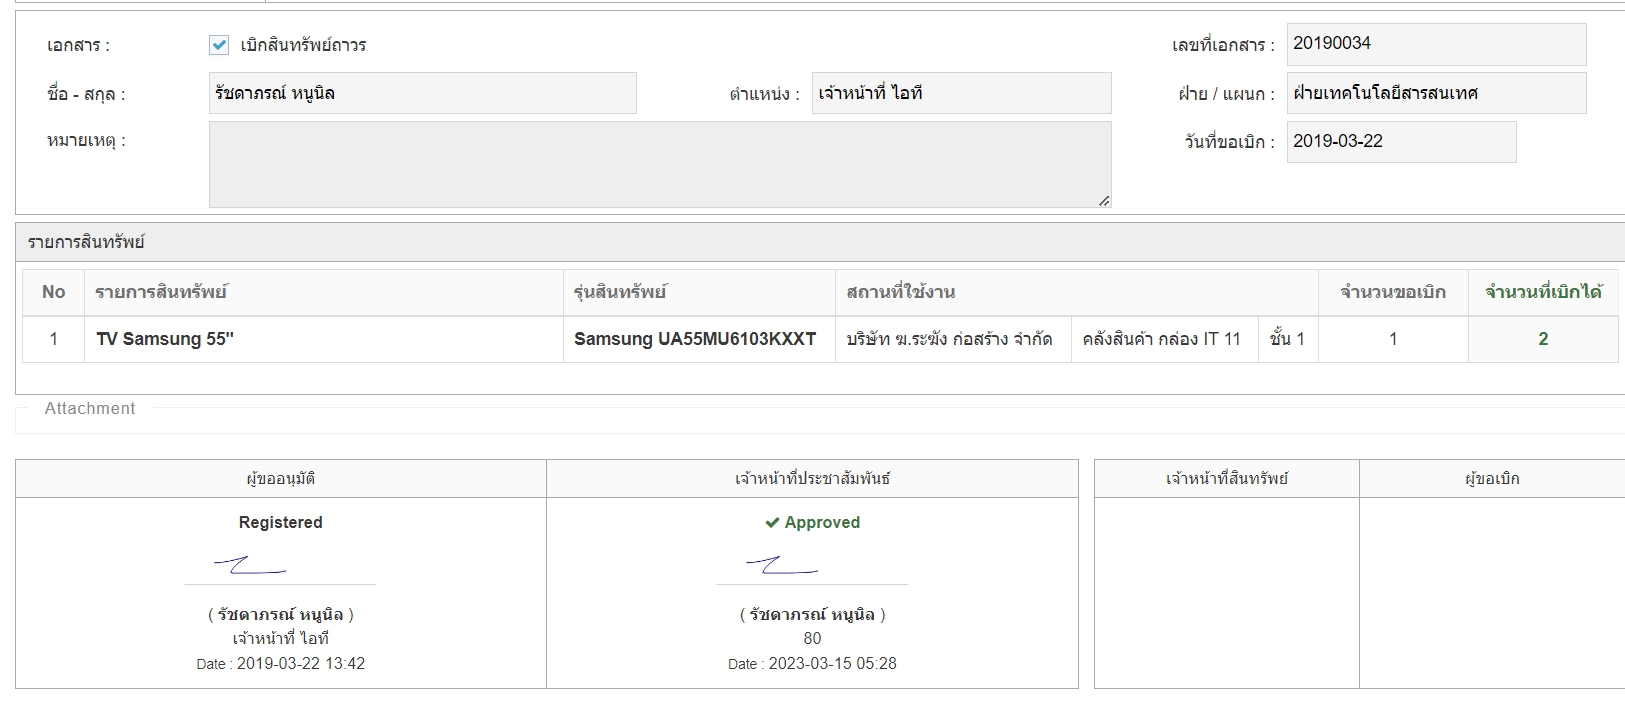 เอกสาร : เบิกสินทรัพย์ถาวร เลขที่เอกสาร : 20190034
ชื่อ - สกุล : รัชดาภรณ์ หนูนิล ตำแหน่ง : เจ้าหน้าที่ ไอที ฝ่าย / แผนก : ฝ่ายเทคโนโลยีสารสนเทศ
หมายเหตุ : วันที่ขอเบิก : 2019-03-22
รายการสินทรัพย์
No รายการสินทรัพย์ รุ่นสินทรัพย์ สถานที่ใช้งาน จำนวนขอเบิก จำนวนที่เบิกได้
1 TV Samsung 55" Samsung UA55MU6103KXXT บริษัท ฆ.ระฆัง ก่อสร้าง จำกัด คลังสินค้า กล่อง IT 11 ชั้น 1 1 2
Attachment
ผู้ขออนุมัติ เจ้าหน้าที่ประชาสัมพันธ์ เจ้าหน้าที่สินทรัพย์ ผู้ขอเบิก
Registered Approved
( รัชดาภรณ์ หนูนิล ) ( รัชดาภรณ์ หนูนิล )
เจ้าหน้าที่ ไอที 80
Date : 2019-03-22 13:42 Date : 2023-03-15 05:28